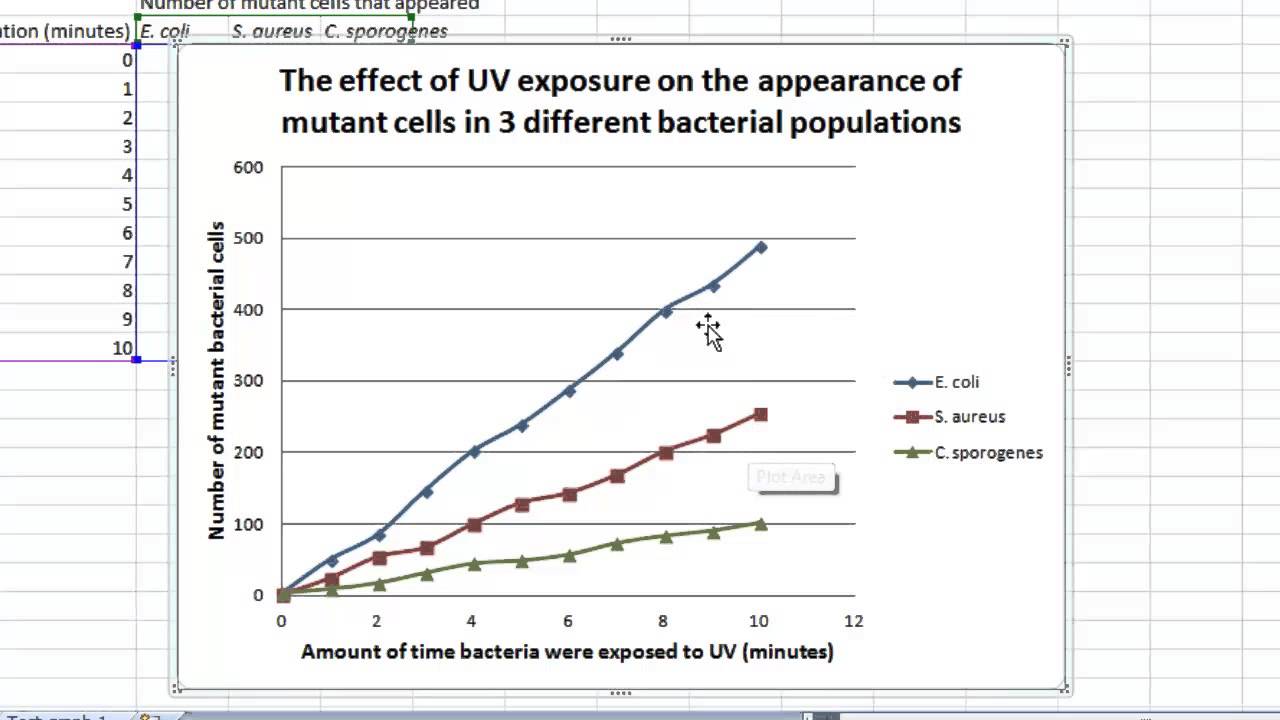 Number of mutant cells that appeared
(minutes) E. coli S. aureus C. sporogenes
0
1
2
3
4
5
6
7
8
9
10
The effect of UV exposure on the appearance of
mutant cells in 3 different bacterial populations
Number of mutant bacterial cells
600
500
400
300
200
100
0
0 2 4 6 8 10 12
Amount of time bacteria were exposed to UV (minutes)
E. coli
S. aureus
C. sporogenes
Plot Area